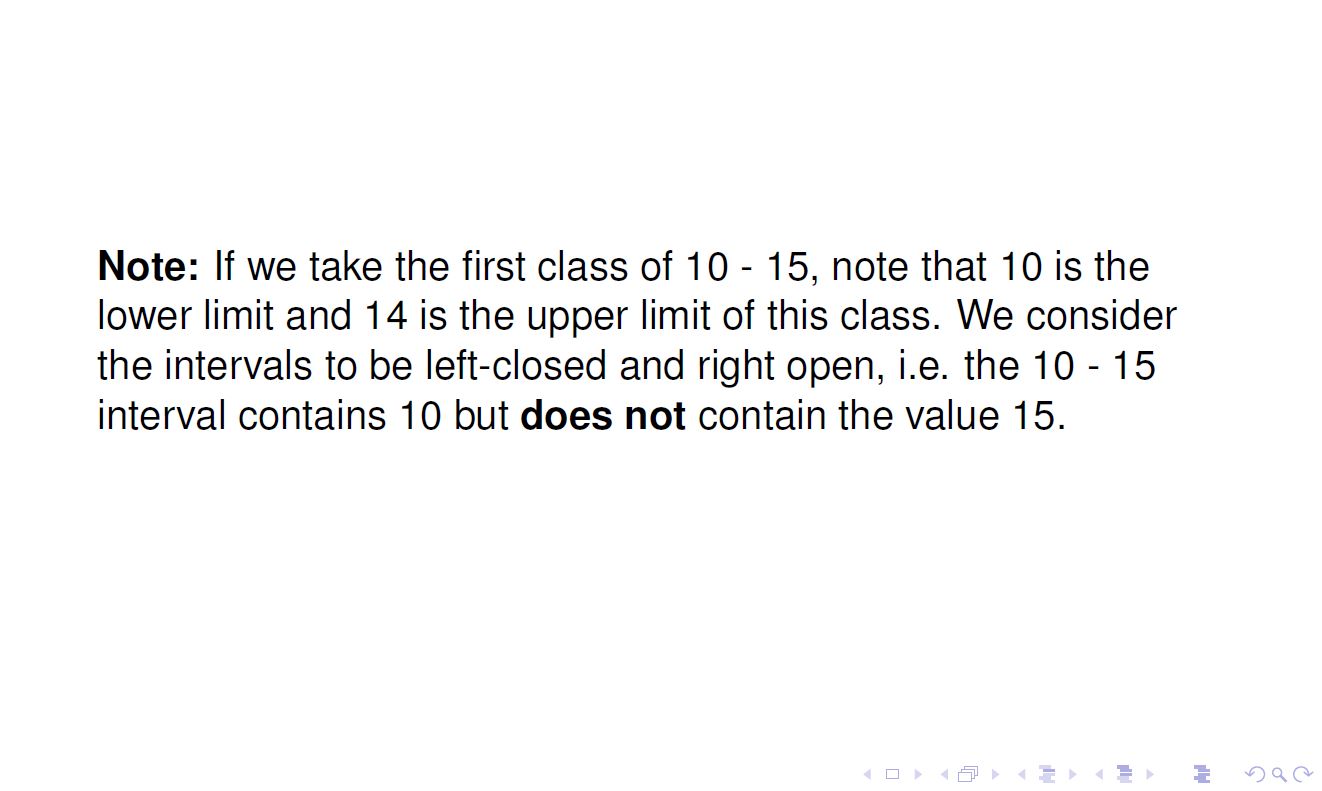 Note: If we take the first class of 10 - 15, note that 10 is the
lower limit and 14 is the upper limit of this class. We consider
the intervals to be left-closed and right open, i.e. the 10 - 15
interval contains 10 but does not contain the value 15.